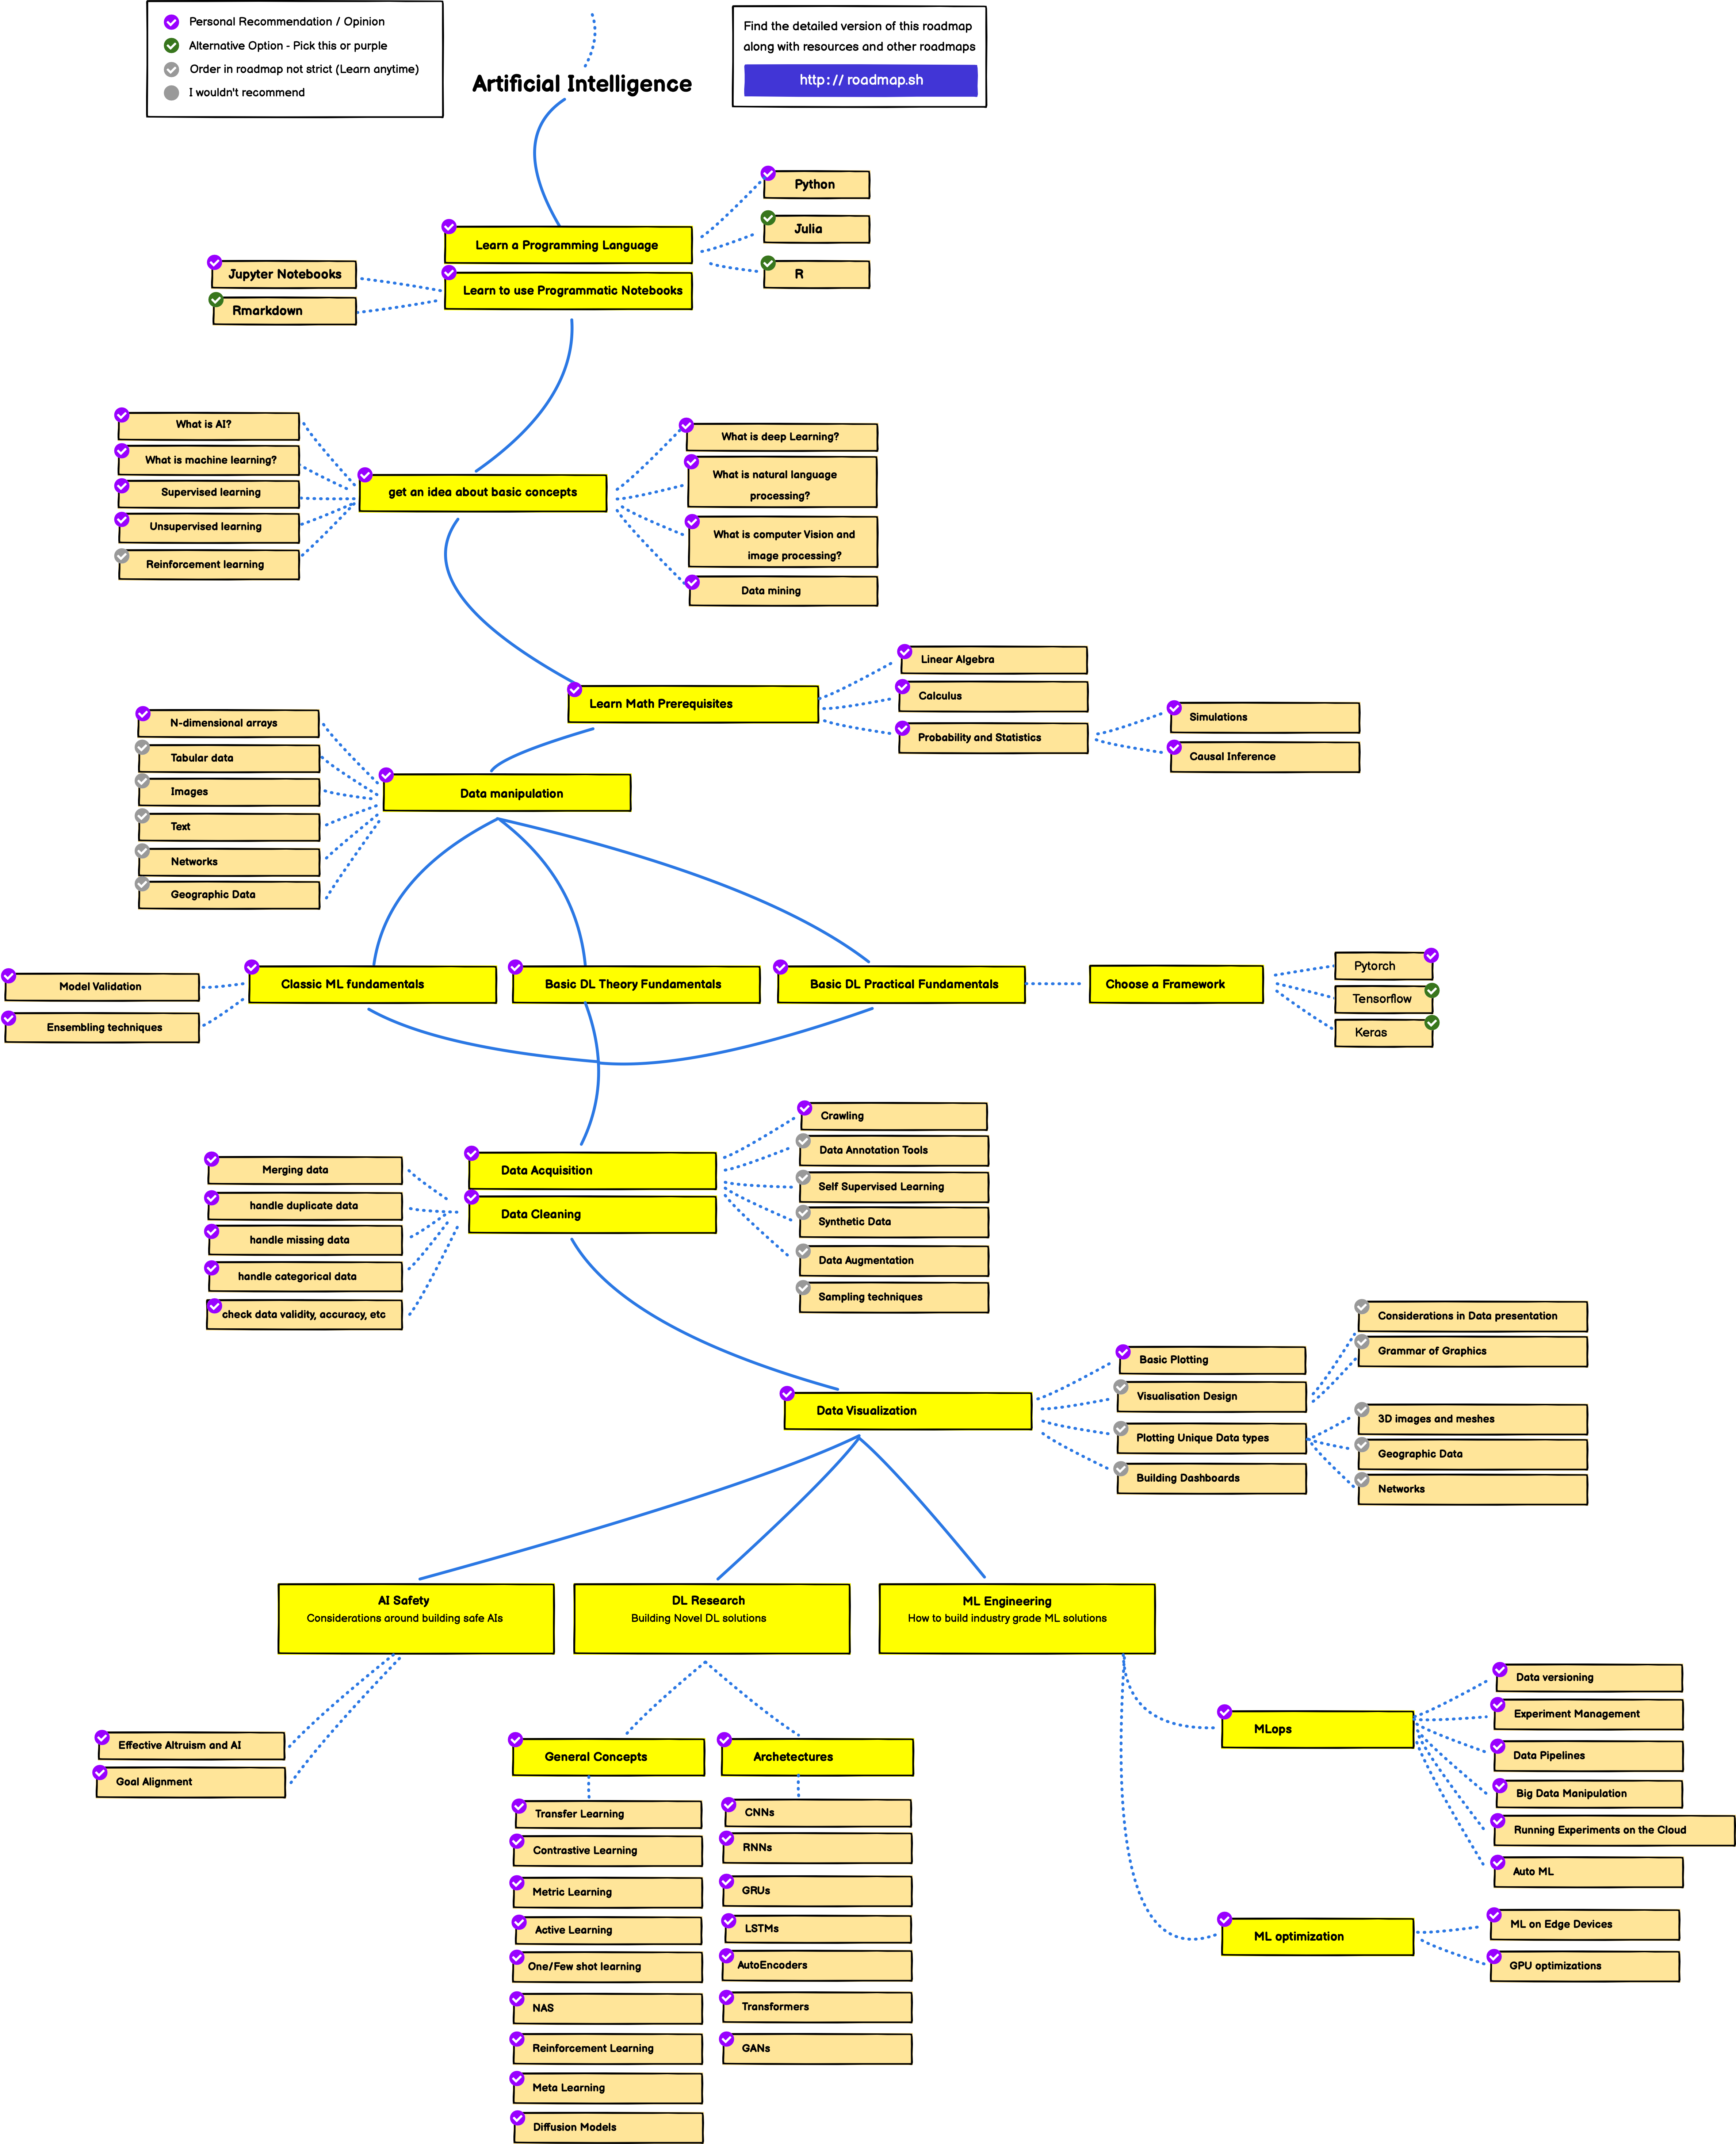 Personal Recommendation / Opinion
Alternative Option - Pick this or purple
Order in roadmap not strict (Learn anytime)
I wouldn't recommend
Find the detailed version of this roadmap
along with resources and other roadmaps
http://roadmap.sh
Artificial Intelligence
Python
Julia
R
Learn a Programming Language
Learn to use Programmatic Notebooks
Jupyter Notebooks
Rmarkdown
What is AI?
What is machine learning?
Supervised learning
Unsupervised learning
Reinforcement learning
get an idea about basic concepts
What is deep Learning?
What is natural language
processing?
What is computer Vision and
image processing?
Data mining
Learn Math Prerequisites
Linear Algebra
Calculus
Probability and Statistics
Simulations
Causal Inference
N-dimensional arrays
Tabular data
Images
Text
Networks
Geographic Data
Data manipulation
Model Validation
Ensembling techniques
Classic ML fundamentals
Basic DL Theory Fundamentals
Basic DL Practical Fundamentals
Choose a Framework
Pytorch
Tensorflow
Keras
Data Acquisition
Data Cleaning
Crawling
Data Annotation Tools
Self Supervised Learning
Synthetic Data
Data Augmentation
Sampling techniques
Merging data
handle duplicate data
handle missing data
handle categorical data
check data validity, accuracy, etc
Data Visualization
Basic Plotting
Visualisation Design
Plotting Unique Data types
Building Dashboards
Considerations in Data presentation
Grammar of Graphics
3D images and meshes
Geographic Data
Networks
AI Safety
Considerations around building safe AIs
DL Research
Building Novel DL solutions
ML Engineering
How to build industry grade ML solutions
Effective Altruism and AI
Goal Alignment
General Concepts
Transfer Learning
Contrastive Learning
Metric Learning
Active Learning
One/Few shot learning
NAS
Reinforcement Learning
Meta Learning
Diffusion Models
Archetectures
CNNs
RNNs
GRUs
LSTMs
AutoEncoders
Transformers
GANs
MLops
Data versioning
Experiment Management
Data Pipelines
Big Data Manipulation
Running Experiments on the Cloud
Auto ML
ML optimization
ML on Edge Devices
GPU optimizations